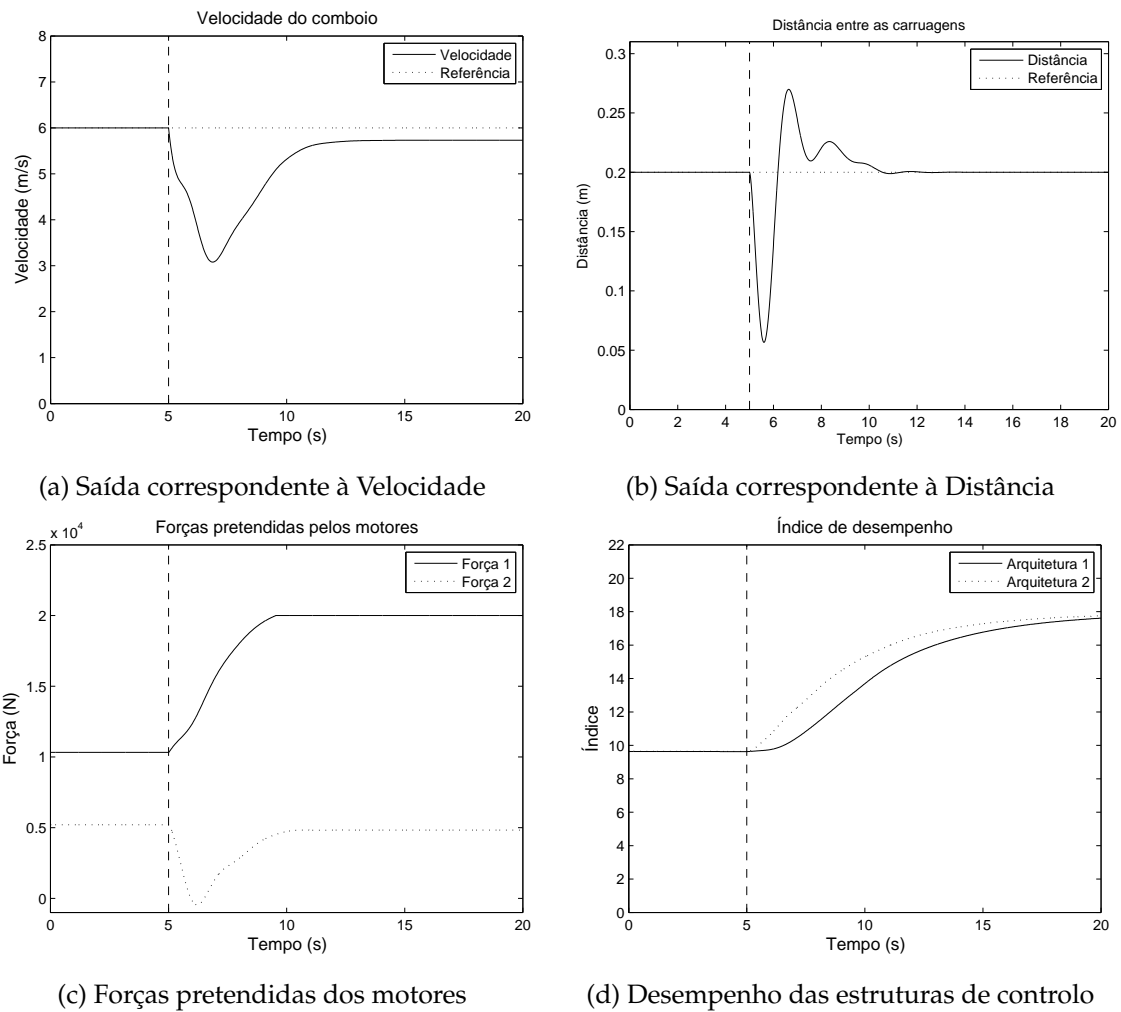 Velocidade do comboio
8
7
6
5
4
3
2
1
0
Velocidade (m/s)
0 5 10 15 20
Tempo (s)
Velocidade
Referência
(a) Saída correspondente à Velocidade
Distância entre as carruagens
0.3
0.25
0.2
0.15
0.1
0.05
0
Distância (m)
0 2 4 6 8 10 12 14 16 18 20
Tempo (s)
Distância
Referência
(b) Saída correspondente à Distância
Forças pretendidas pelos motores
x 10^4
2.5
2
1.5
1
0.5
0
Força (N)
0 5 10 15 20
Tempo (s)
Força 1
Força 2
(c) Forças pretendidas dos motores
Índice de desempenho
22
20
18
16
14
12
10
8
6
4
2
0
Índice
0 5 10 15 20
Tempo (s)
Arquitetura 1
Arquitetura 2
(d) Desempenho das estruturas de controlo